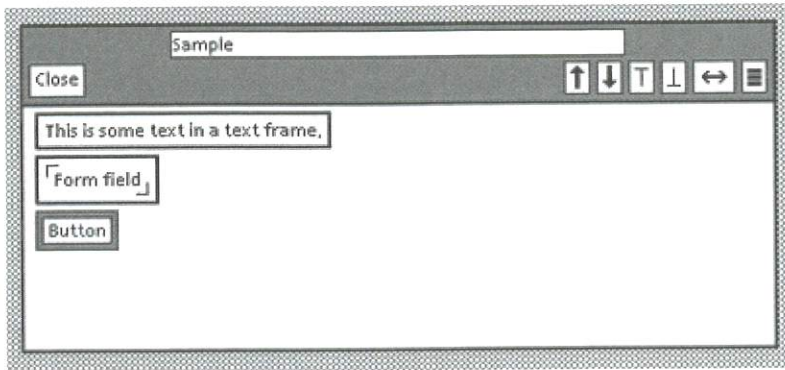 Sample
Close
This is some text in a text frame.
Form field
Button